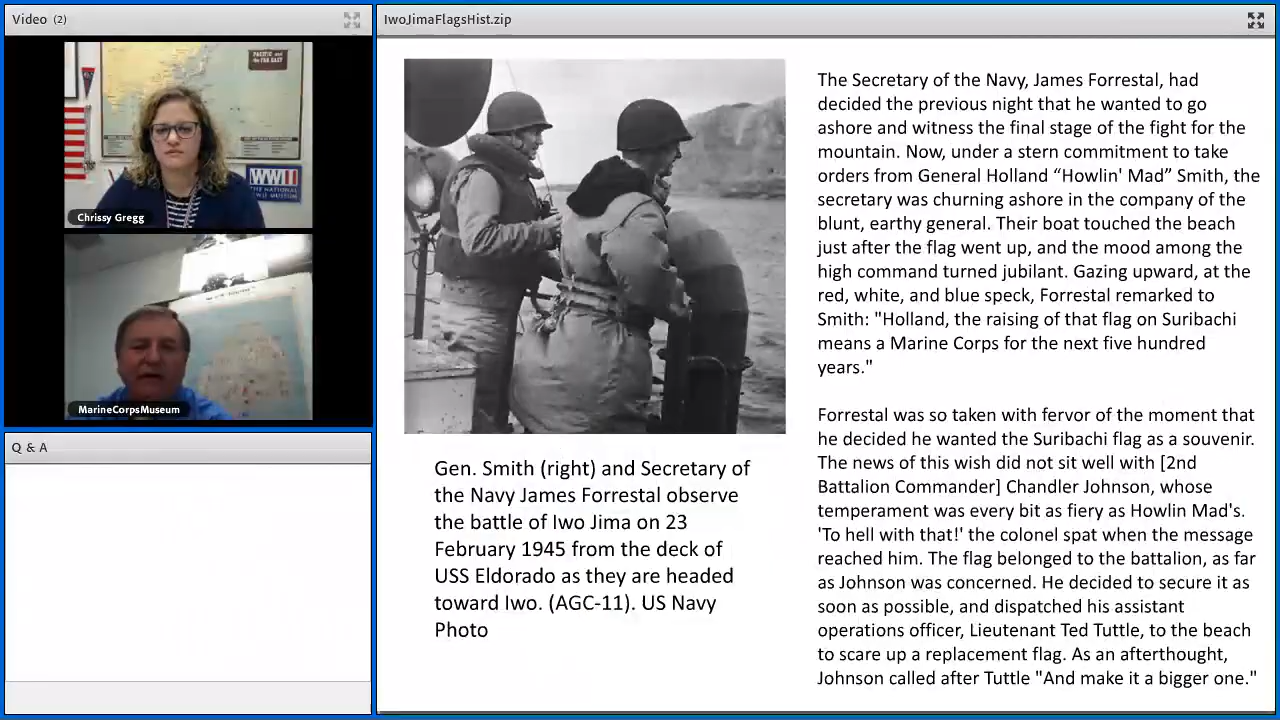 Video (2)
PACIFIC and
the FAR EAST
WWII
THE NATIONAL
WWII MUSEUM
Chrissy Gregg
MarineCorpsMuseum
Q & A
IwoJimaFlagsHist.zip
Gen. Smith (right) and Secretary of
the Navy James Forrestal observe
the battle of Iwo Jima on 23
February 1945 from the deck of
USS Eldorado as they are headed
toward Iwo. (AGC-11). US Navy
Photo
The Secretary of the Navy, James Forrestal, had
decided the previous night that he wanted to go
ashore and witness the final stage of the fight for the
mountain. Now, under a stern commitment to take
orders from General Holland “Howlin' Mad” Smith, the
secretary was churning ashore in the company of the
blunt, earthy general. Their boat touched the beach
just after the flag went up, and the mood among the
high command turned jubilant. Gazing upward, at the
red, white, and blue speck, Forrestal remarked to
Smith: "Holland, the raising of that flag on Suribachi
means a Marine Corps for the next five hundred
years."
Forrestal was so taken with fervor of the moment that
he decided he wanted the Suribachi flag as a souvenir.
The news of this wish did not sit well with [2nd
Battalion Commander] Chandler Johnson, whose
temperament was every bit as fiery as Howlin Mad's.
'To hell with that!' the colonel spat when the message
reached him. The flag belonged to the battalion, as far
as Johnson was concerned. He decided to secure it as
soon as possible, and dispatched his assistant
operations officer, Lieutenant Ted Tuttle, to the beach
to scare up a replacement flag. As an afterthought,
Johnson called after Tuttle "And make it a bigger one."